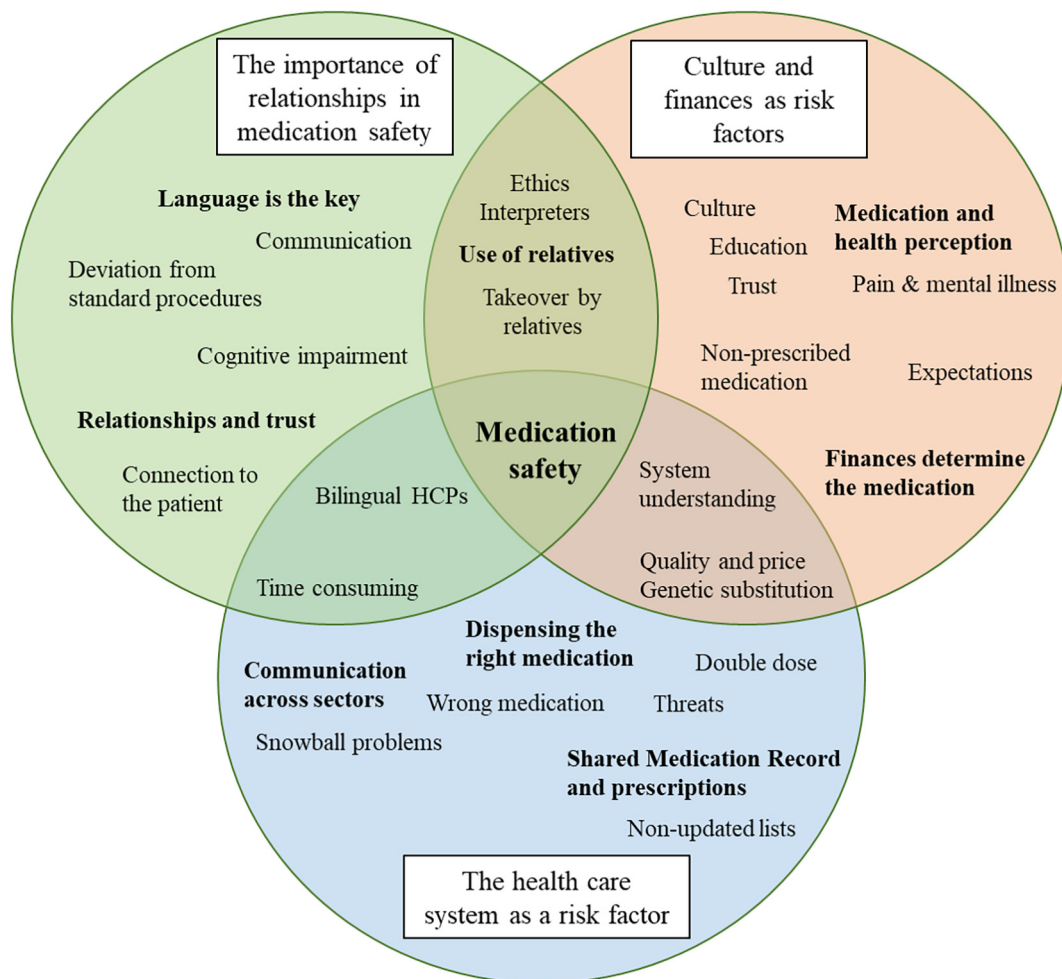 The importance of
relationships in
medication safety
Culture and
finances as risk
factors
Language is the key
Communication
Deviation from
standard procedures
Cognitive impairment
Relationships and trust
Connection to
the patient
Ethics
Interpreters
Use of relatives
Takeover by
relatives
Culture
Education
Trust
Medication and
health perception
Pain & mental illness
Non-prescribed
medication
Expectations
Finances determine
the medication
Medication
safety
Bilingual HCPs
Time consuming
System
understanding
Quality and price
Genetic substitution
Dispensing the
right medication
Communication
across sectors
Double dose
Wrong medication
Threats
Snowball problems
Shared Medication Record
and prescriptions
Non-updated lists
The health care
system as a risk factor